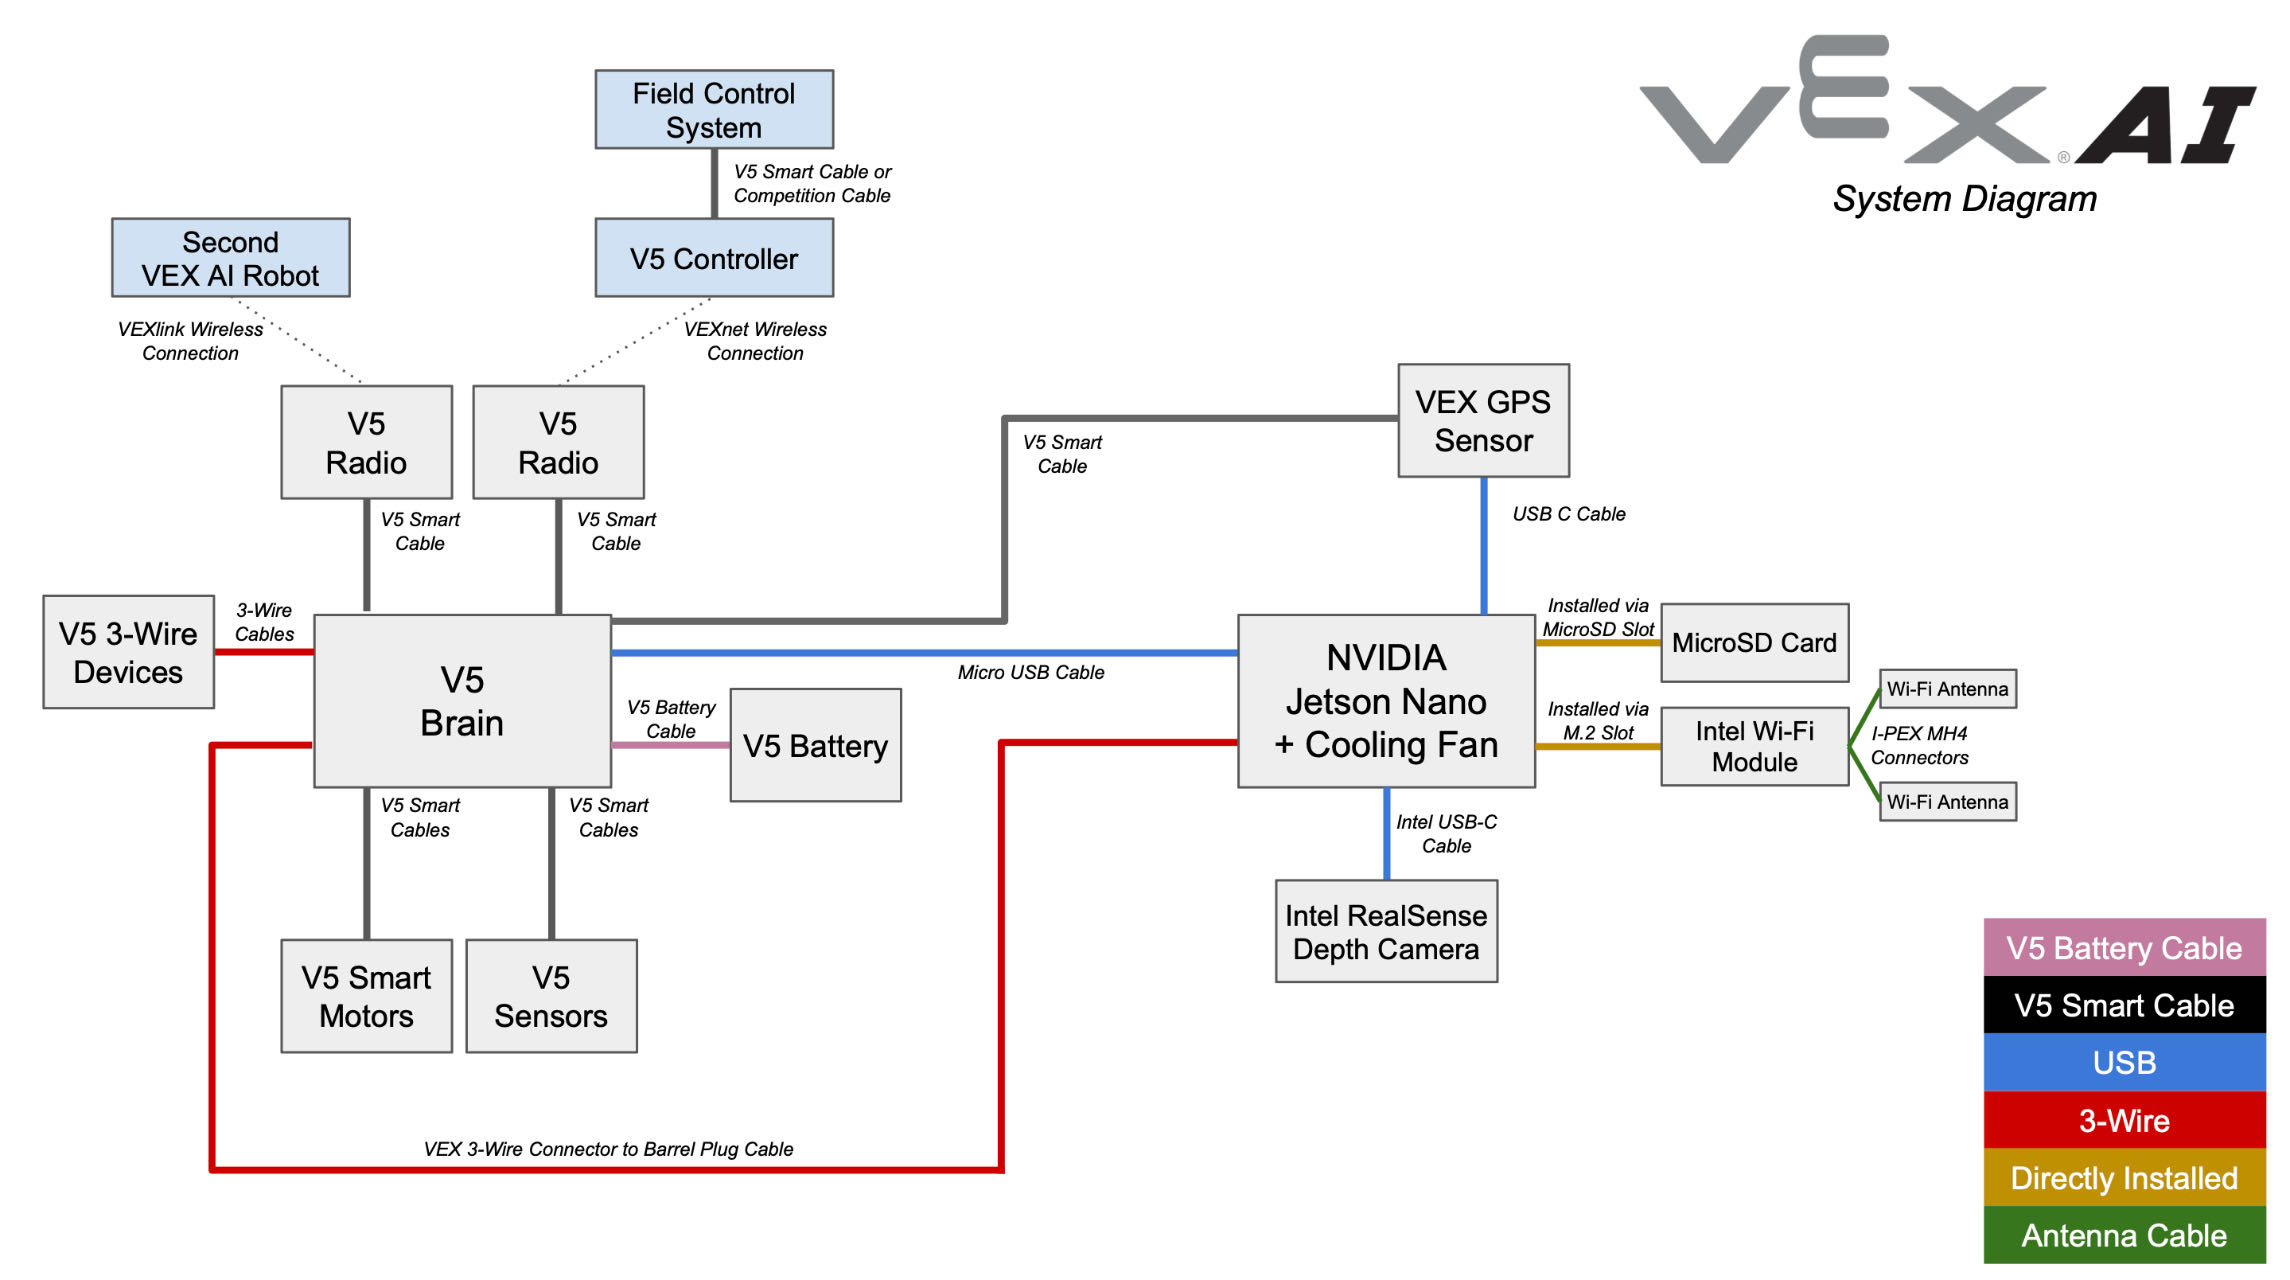 VEX® AI
System Diagram
Field Control
System
V5 Smart Cable or
Competition Cable
Second
VEX AI Robot
V5 Controller
VEXlink Wireless
Connection
VEXnet Wireless
Connection
V5
Radio
V5
Radio
VEX GPS
Sensor
V5 Smart
Cable
V5 Smart
Cable
V5 Smart
Cable
USB C Cable
V5 3-Wire
Devices
3-Wire
Cables
V5
Brain
Micro USB Cable
V5 Battery
Cable
V5 Battery
NVIDIA
Jetson Nano
+ Cooling Fan
Installed via
MicroSD Slot
MicroSD Card
Installed via
M.2 Slot
Intel Wi-Fi
Module
Wi-Fi Antenna
I-PEX MH4
Connectors
Wi-Fi Antenna
V5 Smart
Cables
V5 Smart
Cables
Intel USB-C
Cable
Intel RealSense
Depth Camera
V5 Smart
Motors
V5
Sensors
VEX 3-Wire Connector to Barrel Plug Cable
V5 Battery Cable
V5 Smart Cable
USB
3-Wire
Directly Installed
Antenna Cable